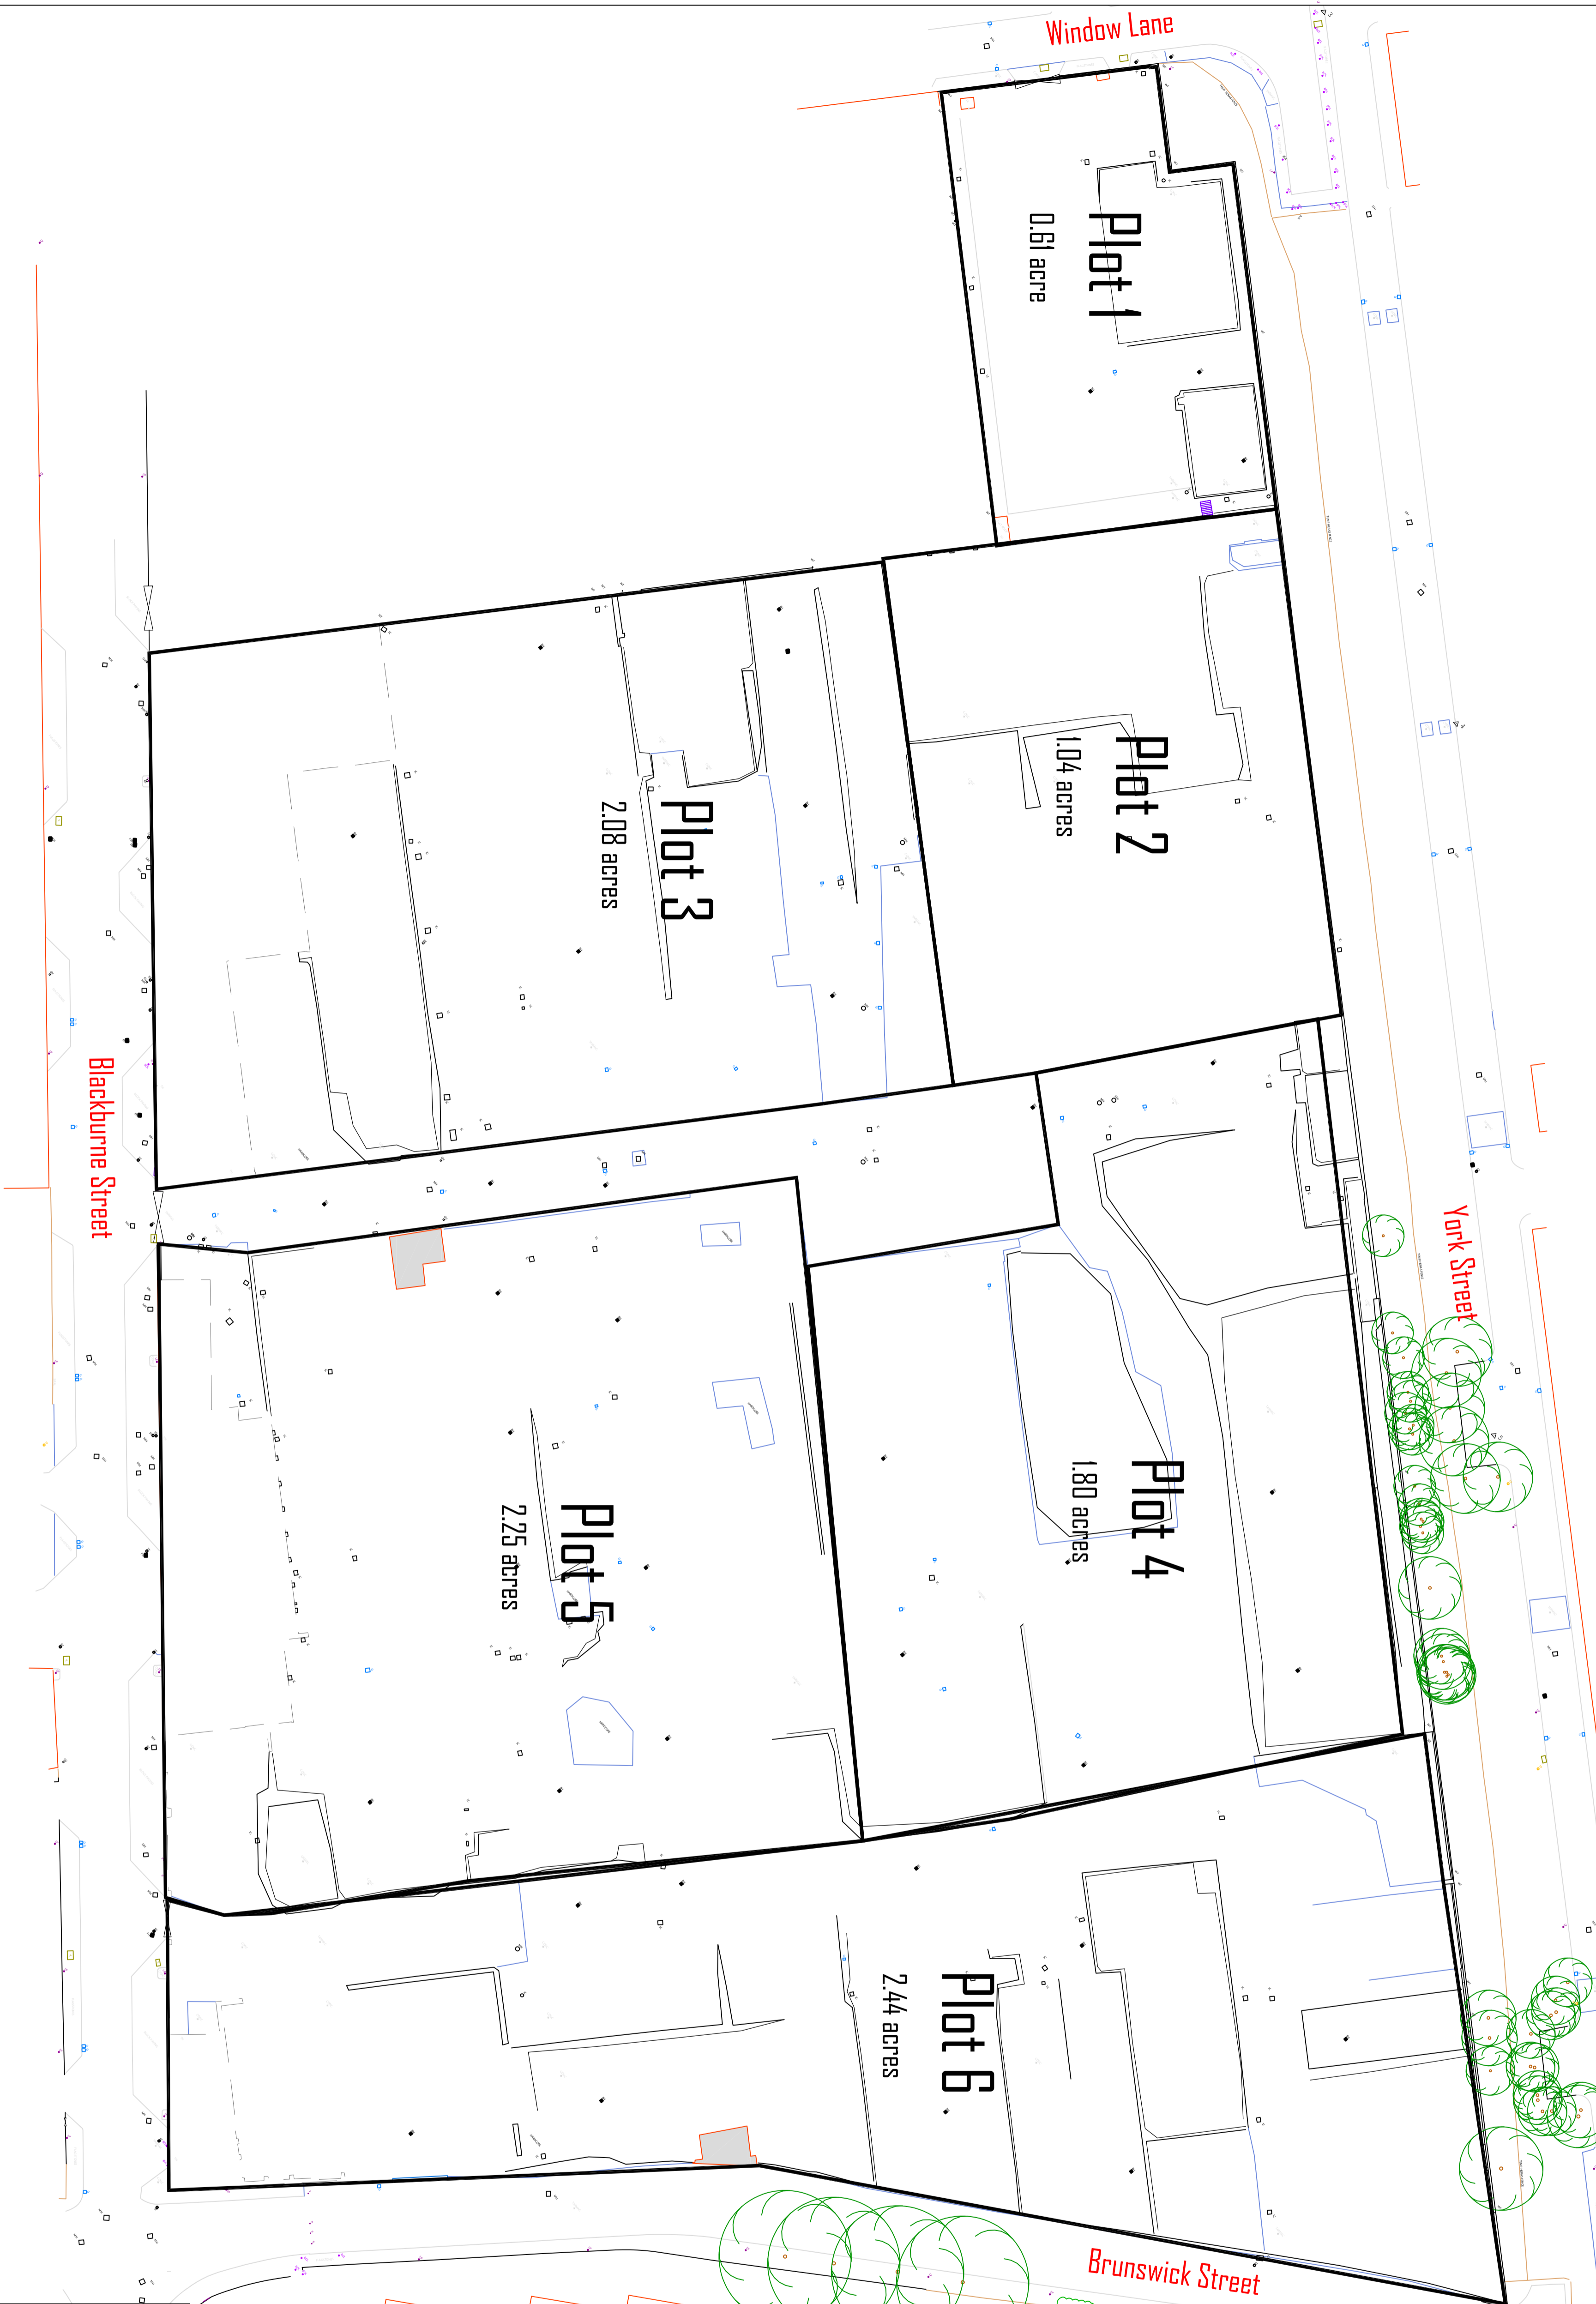 Window Lane
Plot 1
0.61 acre
Plot 2
1.04 acres
Plot 3
2.08 acres
Blackburne Street
York Street
Plot 4
1.80 acres
Plot 5
2.25 acres
Plot 6
2.44 acres
Brunswick Street